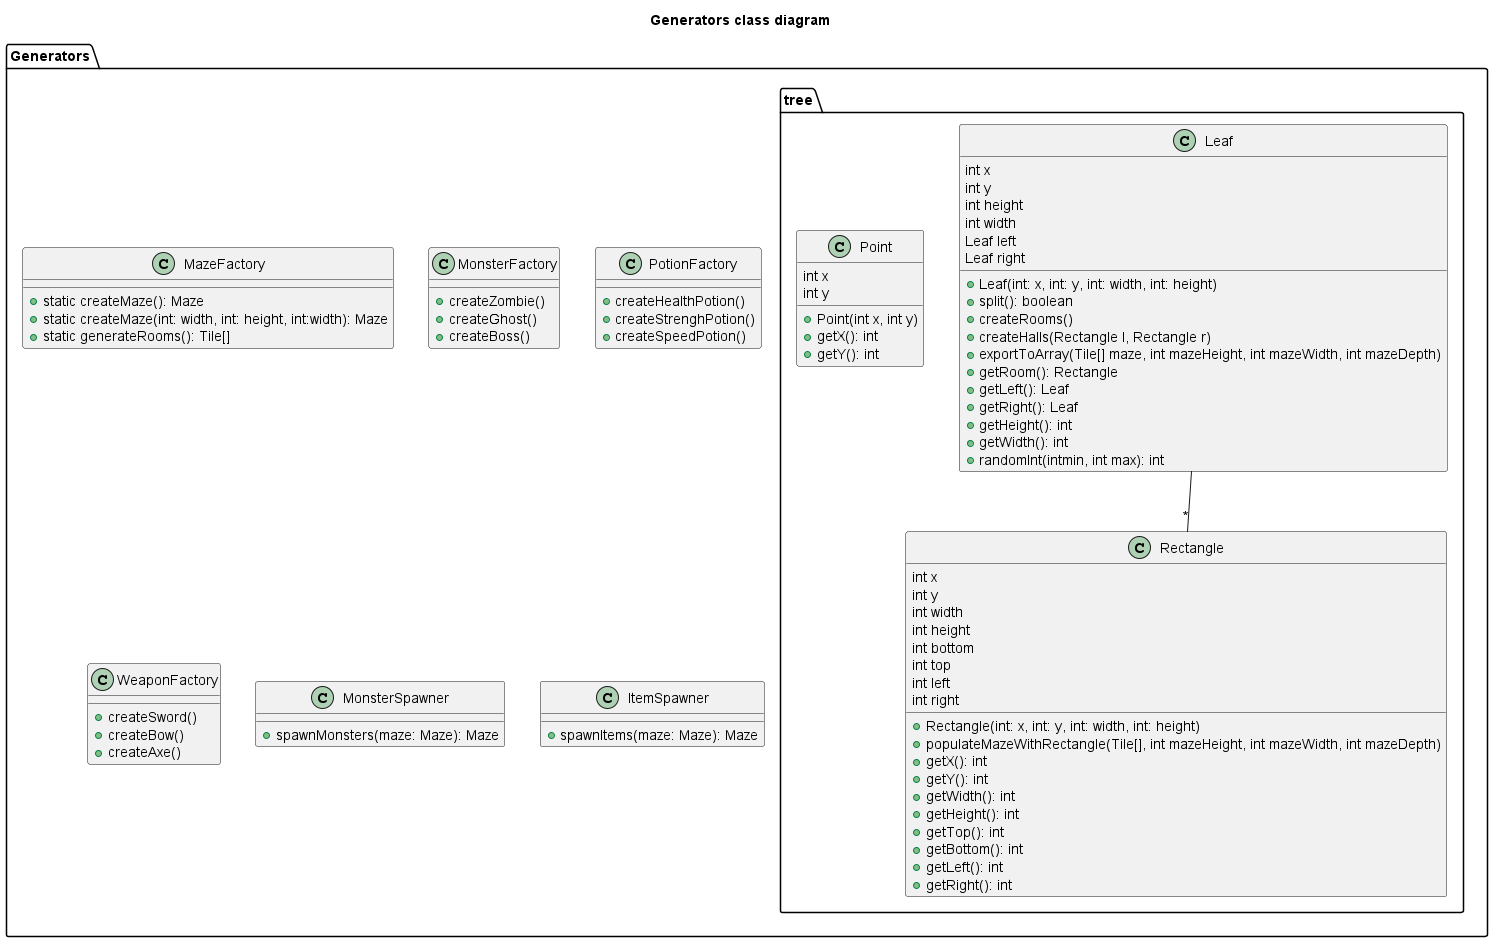 Generators class diagram
Generators
tree
C Leaf
int x
int y
int height
int width
Leaf left
Leaf right
Leaf(int: x, int: y, int: width, int: height)
split(): boolean
createRooms()
createHalls(Rectangle l, Rectangle r)
exportToArray(Tile[] maze, int mazeHeight, int mazeWidth, int mazeDepth)
getRoom(): Rectangle
getLeft(): Leaf
getRight(): Leaf
getHeight(): int
getWidth(): int
randomInt(intmin, int max): int
C MazeFactory
static createMaze(): Maze
static createMaze(int: width, int: height, int:width): Maze
static generateRooms(): Tile[]
C MonsterFactory
createZombie()
createGhost()
createBoss()
C PotionFactory
createHealthPotion()
createStrenghPotion()
createSpeedPotion()
C Point
int x
int y
Point(int x, int y)
getX(): int
getY(): int
*
C Rectangle
int x
int y
int width
int height
int bottom
int top
int left
int right
Rectangle(int: x, int: y, int: width, int: height)
populateMazeWithRectangle(Tile[], int mazeHeight, int mazeWidth, int mazeDepth)
getX(): int
getY(): int
getWidth(): int
getHeight(): int
getTop(): int
getBottom(): int
getLeft(): int
getRight(): int
C WeaponFactory
createSword()
createBow()
createAxe()
C MonsterSpawner
spawnMonsters(maze: Maze): Maze
C ItemSpawner
spawnItems(maze: Maze): Maze